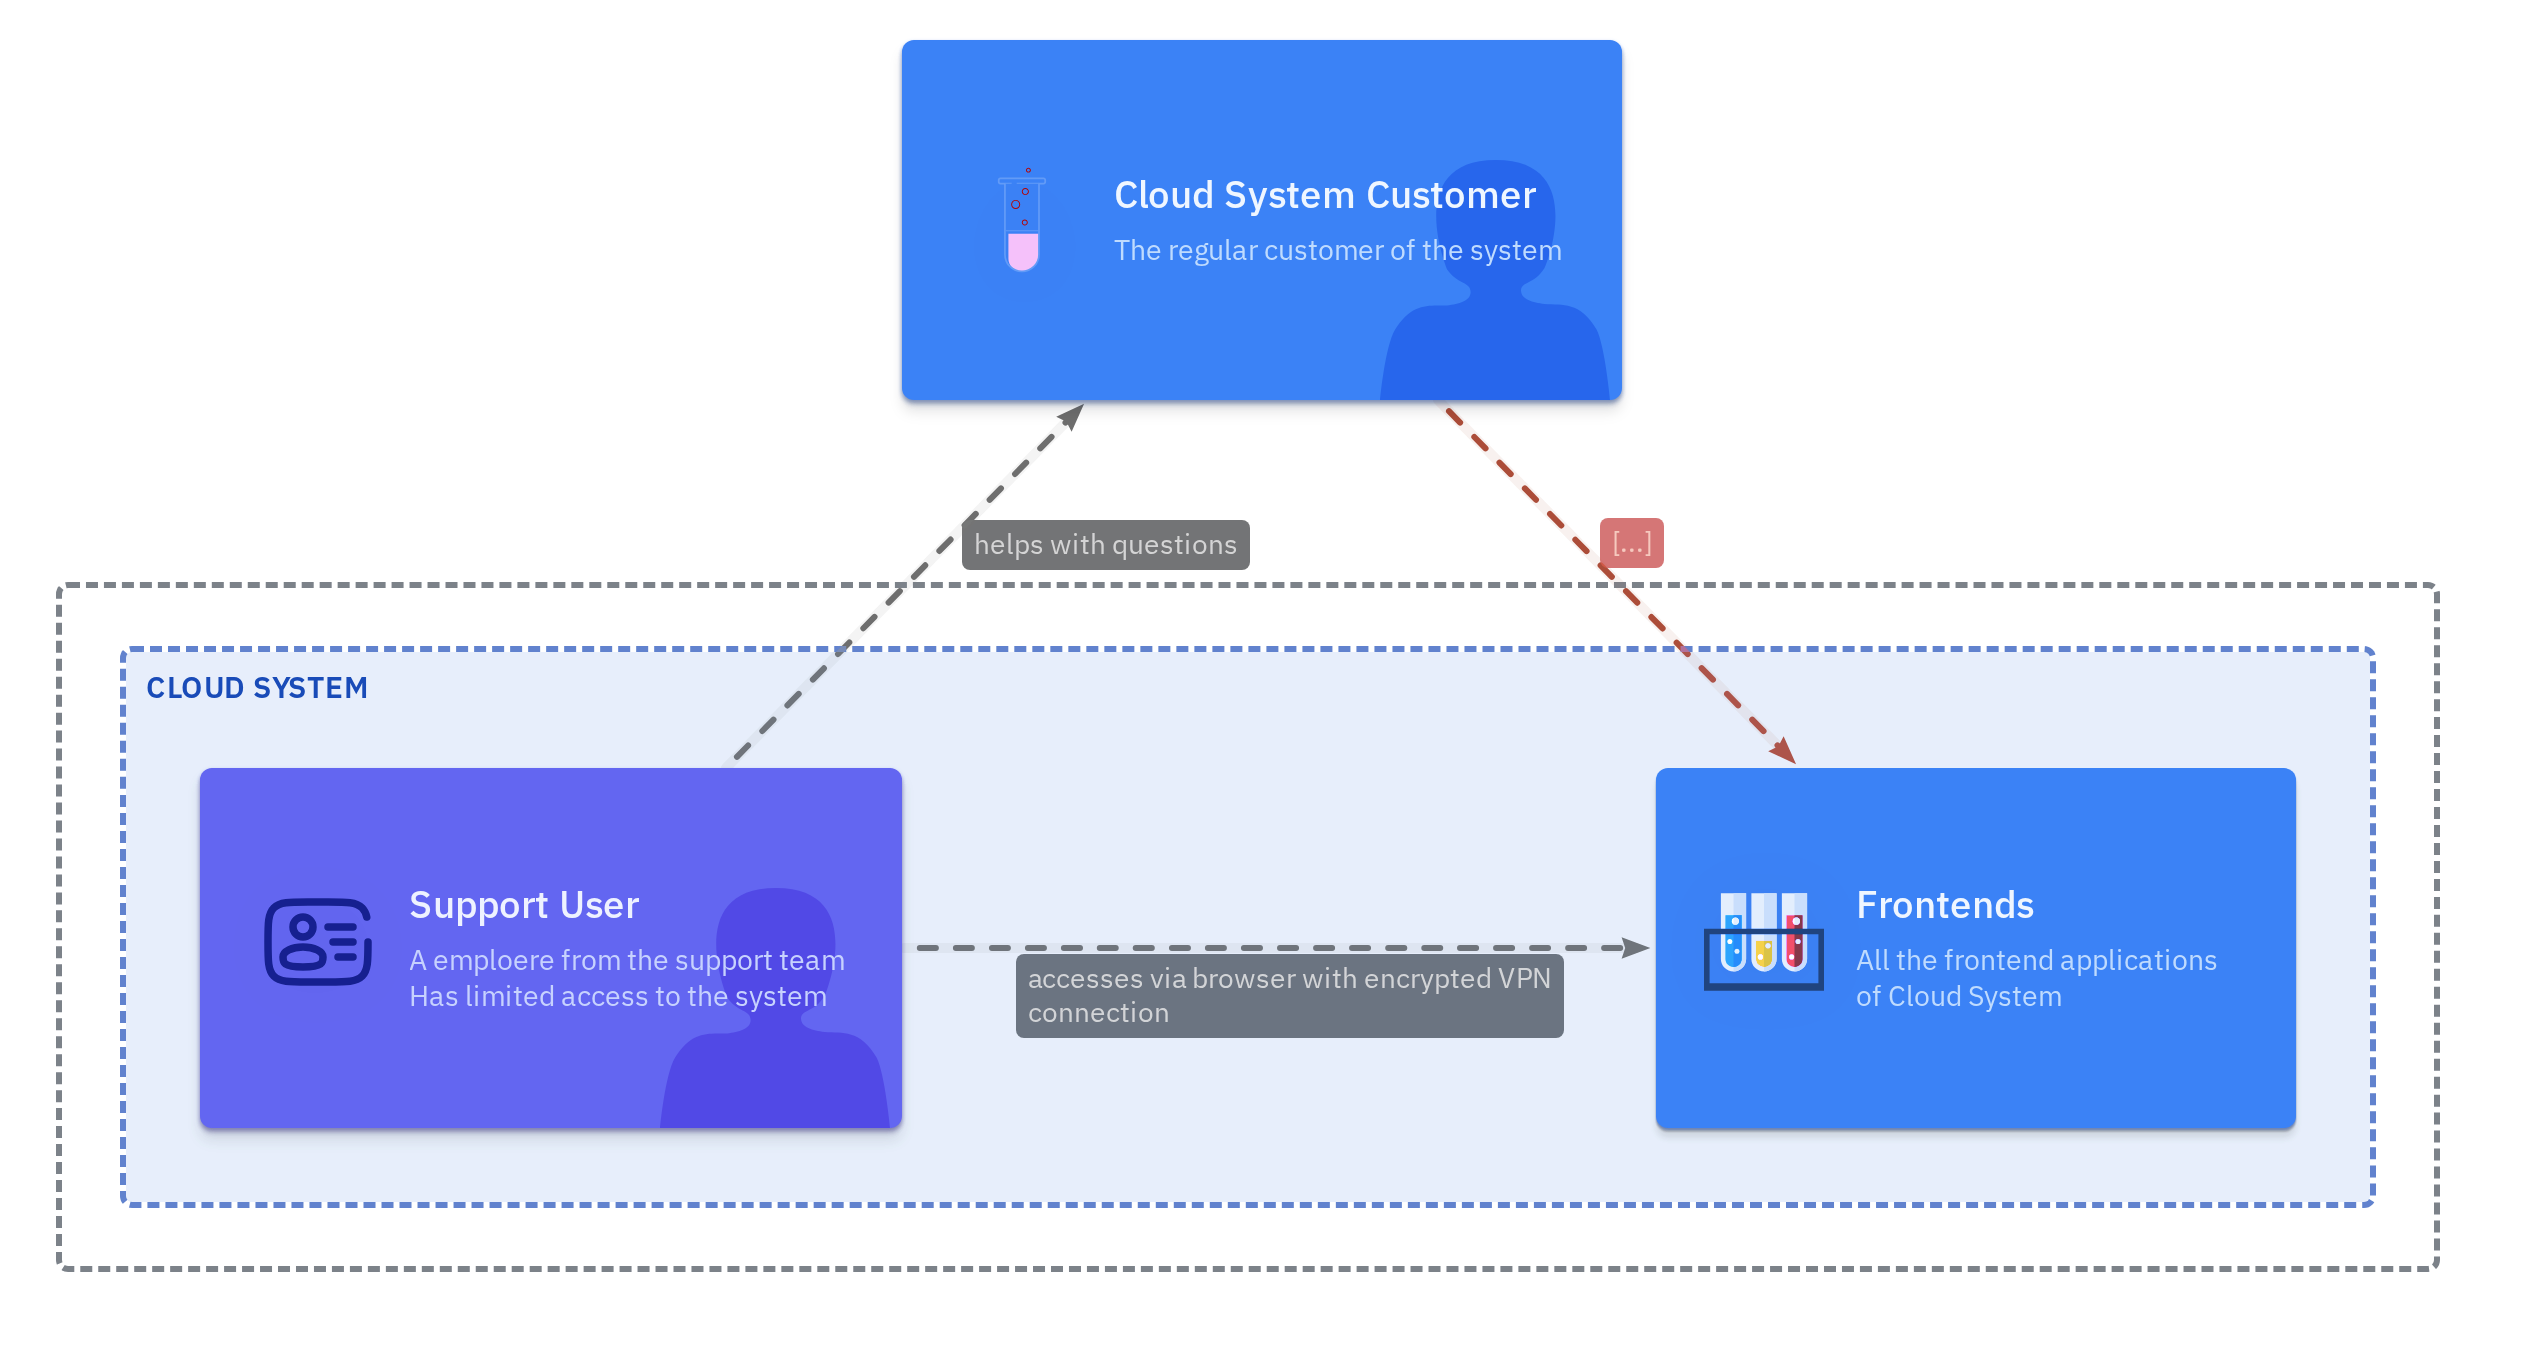 Cloud System Customer
The regular customer of the system
helps with questions
[...]
CLOUD SYSTEM
Support User
A emploere from the support team
Has limited access to the system
accesses via browser with encrypted VPN
connection
Frontends
All the frontend applications
of Cloud System